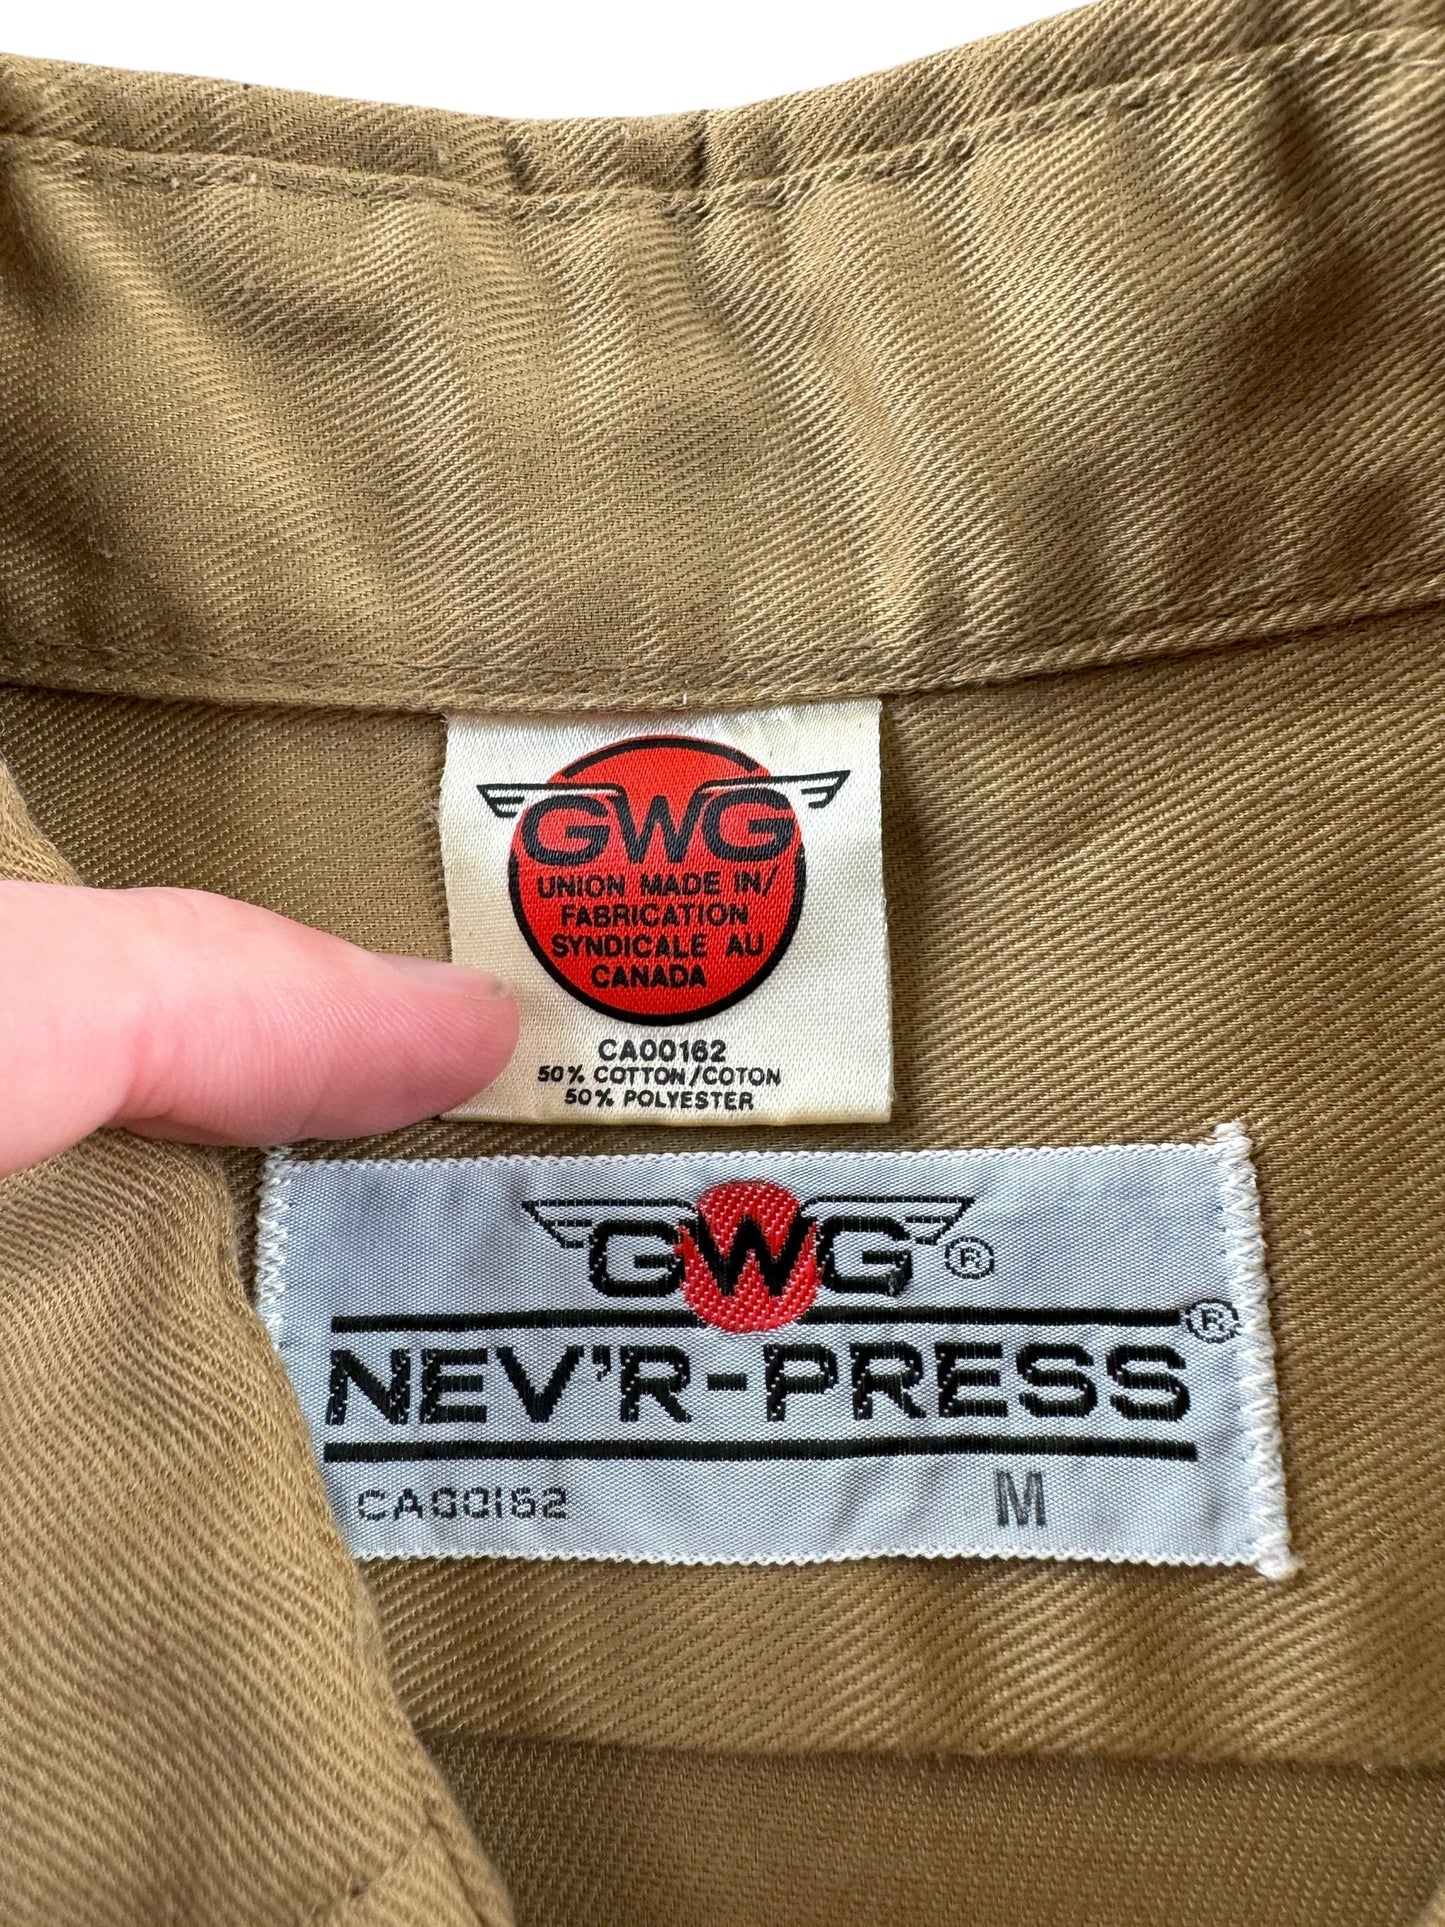 GWG
UNION MADE IN/
FABRICATION
SYNDICALE AU
CANADA
CA00162
50% COTTON/COTON
50% POLYESTER
GWG®
NEV'R-PRESS®
CA00162 M